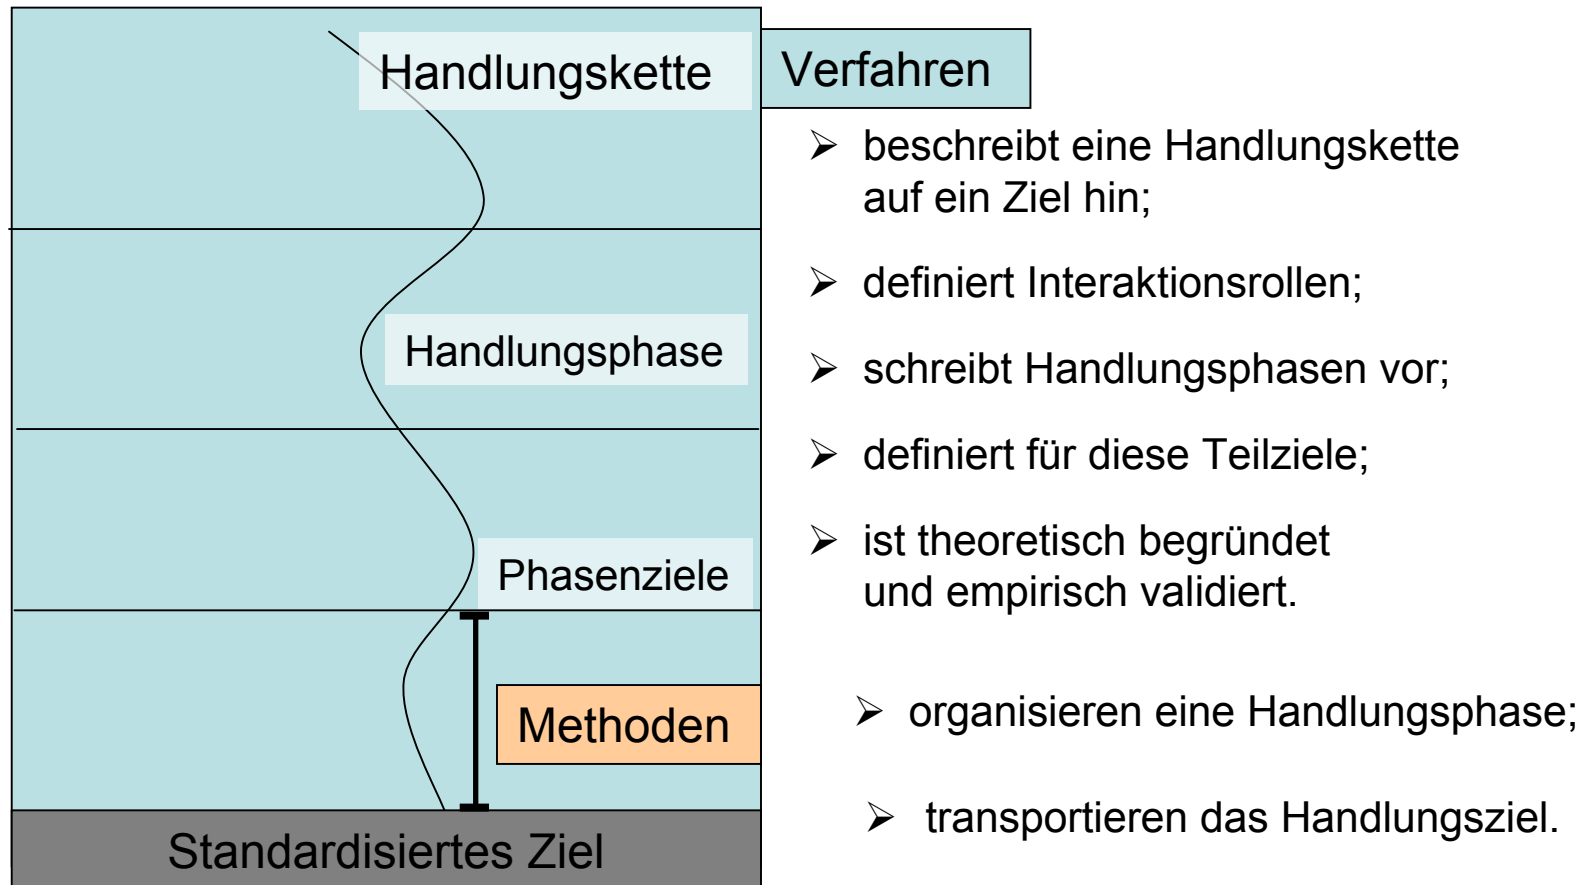 Handlungskette
Verfahren
➢ beschreibt eine Handlungskette
auf ein Ziel hin;
➢ definiert Interaktionsrollen;
Handlungsphase
➢ schreibt Handlungsphasen vor;
➢ definiert für diese Teilziele;
➢ ist theoretisch begründet
und empirisch validiert.
Phasenziele
Methoden
➢ organisieren eine Handlungsphase;
➢ transportieren das Handlungsziel.
Standardisiertes Ziel